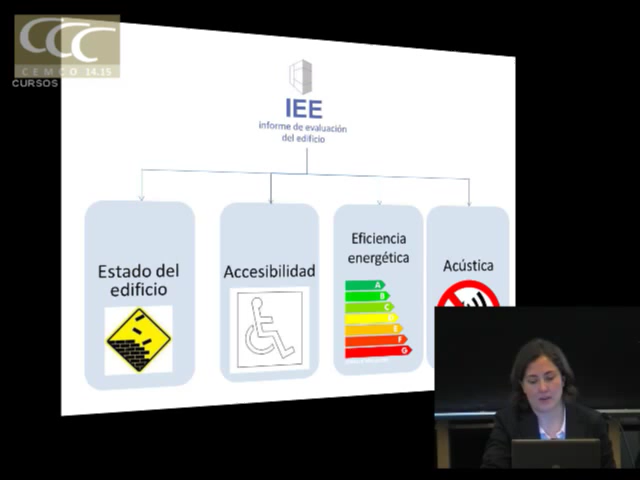 CCC
CEMCO 14.15
CURSOS
IEE
informe de evaluación
del edificio
Estado del
edificio
Accesibilidad
Eficiencia
energética
Acústica
A
B
C
E
F
G